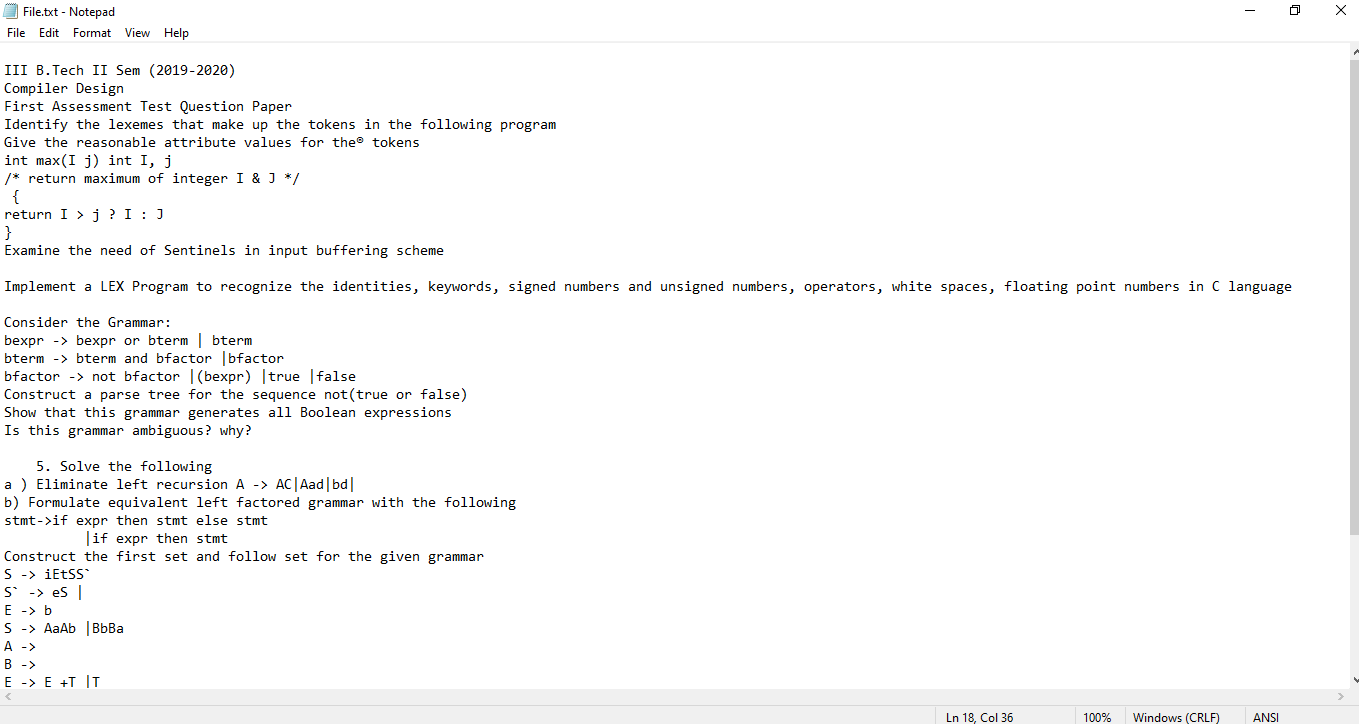 File.txt - Notepad
File Edit Format View Help
III B.Tech II Sem (2019-2020)
Compiler Design
First Assessment Test Question Paper
Identify the lexemes that make up the tokens in the following program
Give the reasonable attribute values for the® tokens
int max(I j) int I, j
/* return maximum of integer I & J */
{
return I > j ? I : J
}
Examine the need of Sentinels in input buffering scheme
Implement a LEX Program to recognize the identities, keywords, signed numbers and unsigned numbers, operators, white spaces, floating point numbers in C language
Consider the Grammar:
bexpr -> bexpr or bterm | bterm
bterm -> bterm and bfactor |bfactor
bfactor -> not bfactor |(bexpr) |true |false
Construct a parse tree for the sequence not(true or false)
Show that this grammar generates all Boolean expressions
Is this grammar ambiguous? why?
5. Solve the following
a ) Eliminate left recursion A -> AC|Aad|bd|
b) Formulate equivalent left factored grammar with the following
stmt->if expr then stmt else stmt
|if expr then stmt
Construct the first set and follow set for the given grammar
S -> iEtSS`
S` -> eS |
E -> b
S -> AaAb |BbBa
A ->
B ->
E -> E +T |T
Ln 18, Col 36 100% Windows (CRLF) ANSI